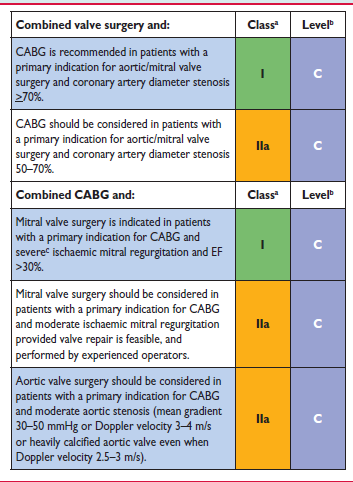 Combined valve surgery and: Classᵃ Levelᵇ
CABG is recommended in patients with a
primary indication for aortic/mitral valve
surgery and coronary artery diameter stenosis
≥70%.
I C
CABG should be considered in patients with
a primary indication for aortic/mitral valve
surgery and coronary artery diameter stenosis
50–70%.
IIa C
Combined CABG and: Classᵃ Levelᵇ
Mitral valve surgery is indicated in patients
with a primary indication for CABG and
severeᶜ ischaemic mitral regurgitation and EF
>30%.
I C
Mitral valve surgery should be considered in
patients with a primary indication for CABG
and moderate ischaemic mitral regurgitation
provided valve repair is feasible, and
performed by experienced operators.
IIa C
Aortic valve surgery should be considered in
patients with a primary indication for CABG
and moderate aortic stenosis (mean gradient
30–50 mmHg or Doppler velocity 3–4 m/s
or heavily calcified aortic valve even when
Doppler velocity 2.5–3 m/s).
IIa C